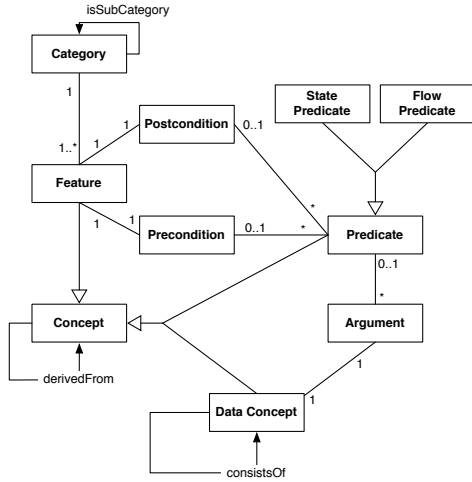 isSubCategory
Category
1
1..*
State
Predicate
Flow
Predicate
1
1
Postcondition
0..1
*
Feature
1
1
Precondition
0..1
*
Predicate
0..1
*
Concept
derivedFrom
Argument
1
1
Data Concept
consistsOf